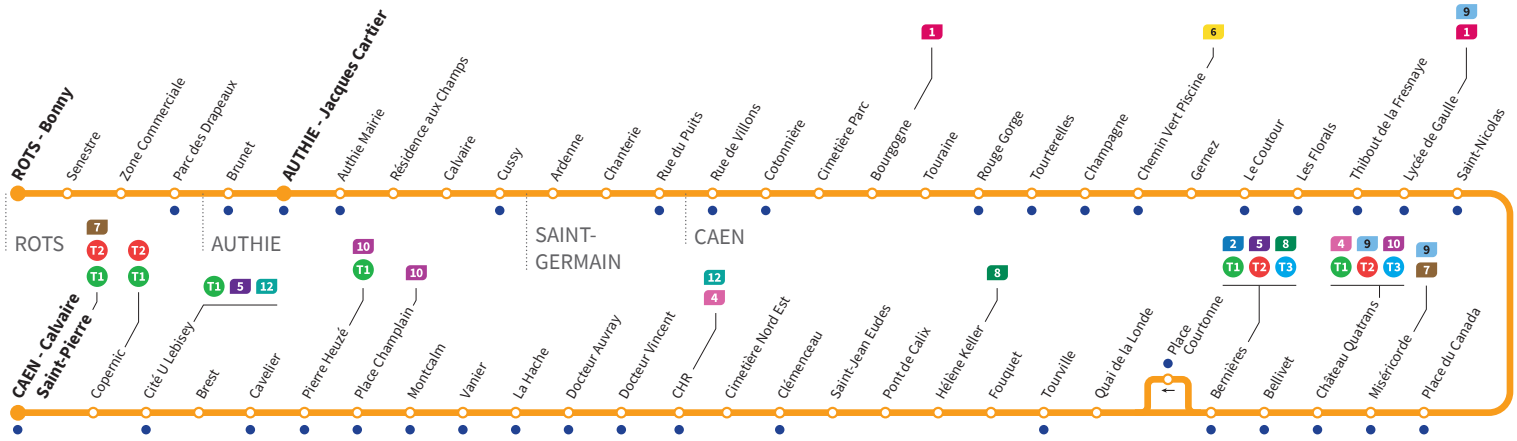 ROTS - Bonny
Senestre
Zone Commerciale
Parc des Drapeaux
Brunet
AUTHIE - Jacques Cartier
Authie Mairie
Résidence aux Champs
Calvaire
Cussy
Ardenne
Chanterie
Rue du Puits
Rue de Villons
Cotonnière
Cimetière Parc
Bourgogne
1
Touraine
Rouge Gorge
Tourterelles
Champagne
Chemin Vert Piscine
6
Gernez
Le Coutour
Les Florals
Thibout de la Fresnaye
Lycée de Gaulle
9
1
Saint-Nicolas
ROTS
AUTHIE
SAINT-
GERMAIN
CAEN
CAEN - Calvaire
Saint-Pierre
7
T2
T1
Copernic
T2
T1
Cité U Lebisey
T1 5 12
Brest
Cavelier
Pierre Heuzé
10
T1
Place Champlain
10
Montcalm
Vanier
La Hache
Docteur Auvray
Docteur Vincent
CHR
12
4
Cimetière Nord Est
Clémenceau
Saint-Jean Eudes
Pont de Calix
Hélène Keller
8
Fouquet
Tourville
Quai de la Londe
Place
Courtonne
←
Bernières
2 5 8
T1 T2 T3
Bellivet
Château Quatrans
4 9 10
T1 T2 T3
Miséricorde
9
7
Place du Canada